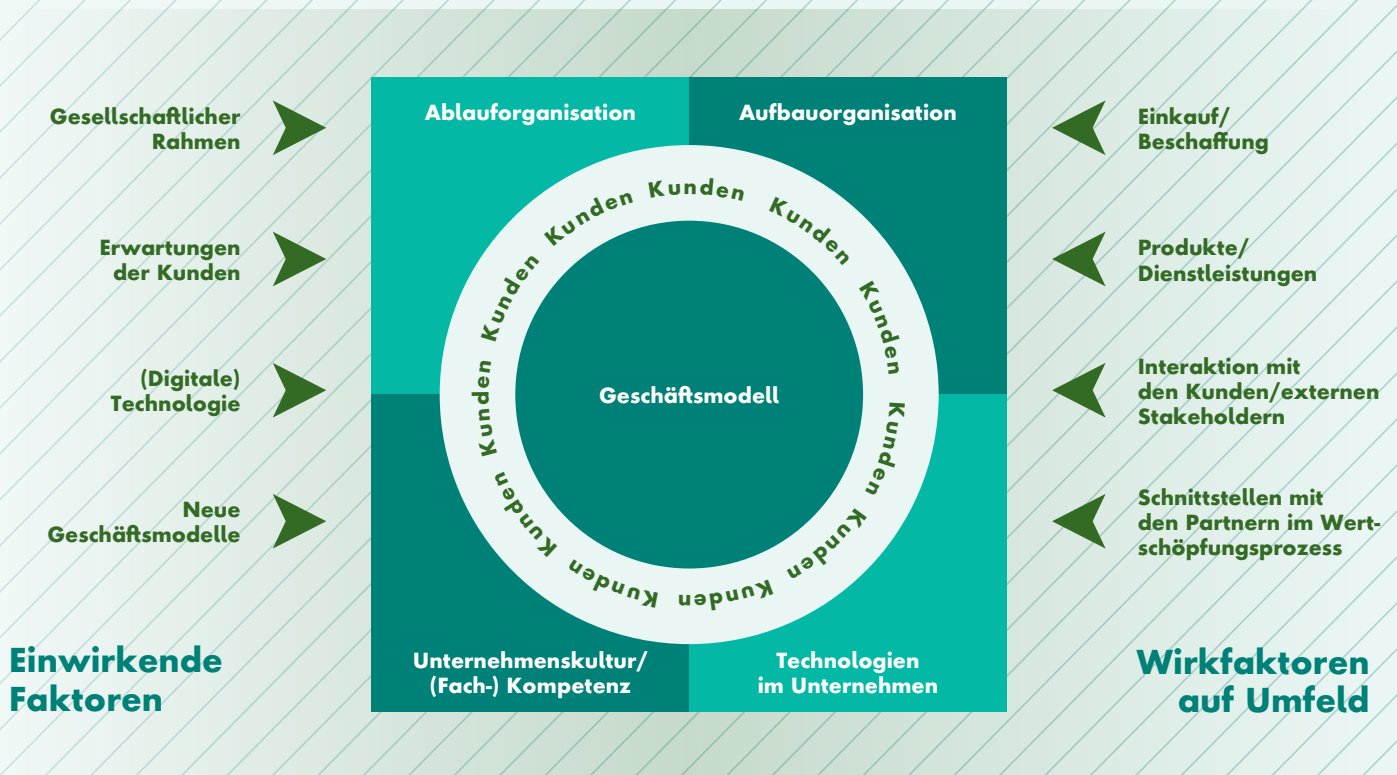 Gesellschaftlicher
Rahmen
Erwartungen
der Kunden
(Digitale)
Technologie
Neue
Geschäftsmodelle
Einwirkende
Faktoren
Ablauforganisation
Aufbauorganisation
Kunden Kunden Kunden Kunden Kunden Kunden Kunden Kunden Kunden Kunden Kunden
Geschäftsmodell
Unternehmenskultur/
(Fach-) Kompetenz
Technologien
im Unternehmen
Einkauf/
Beschaffung
Produkte/
Dienstleistungen
Interaktion mit
den Kunden/externen
Stakeholdern
Schnittstellen mit
den Partnern im Wert-
schöpfungsprozess
Wirkfaktoren
auf Umfeld